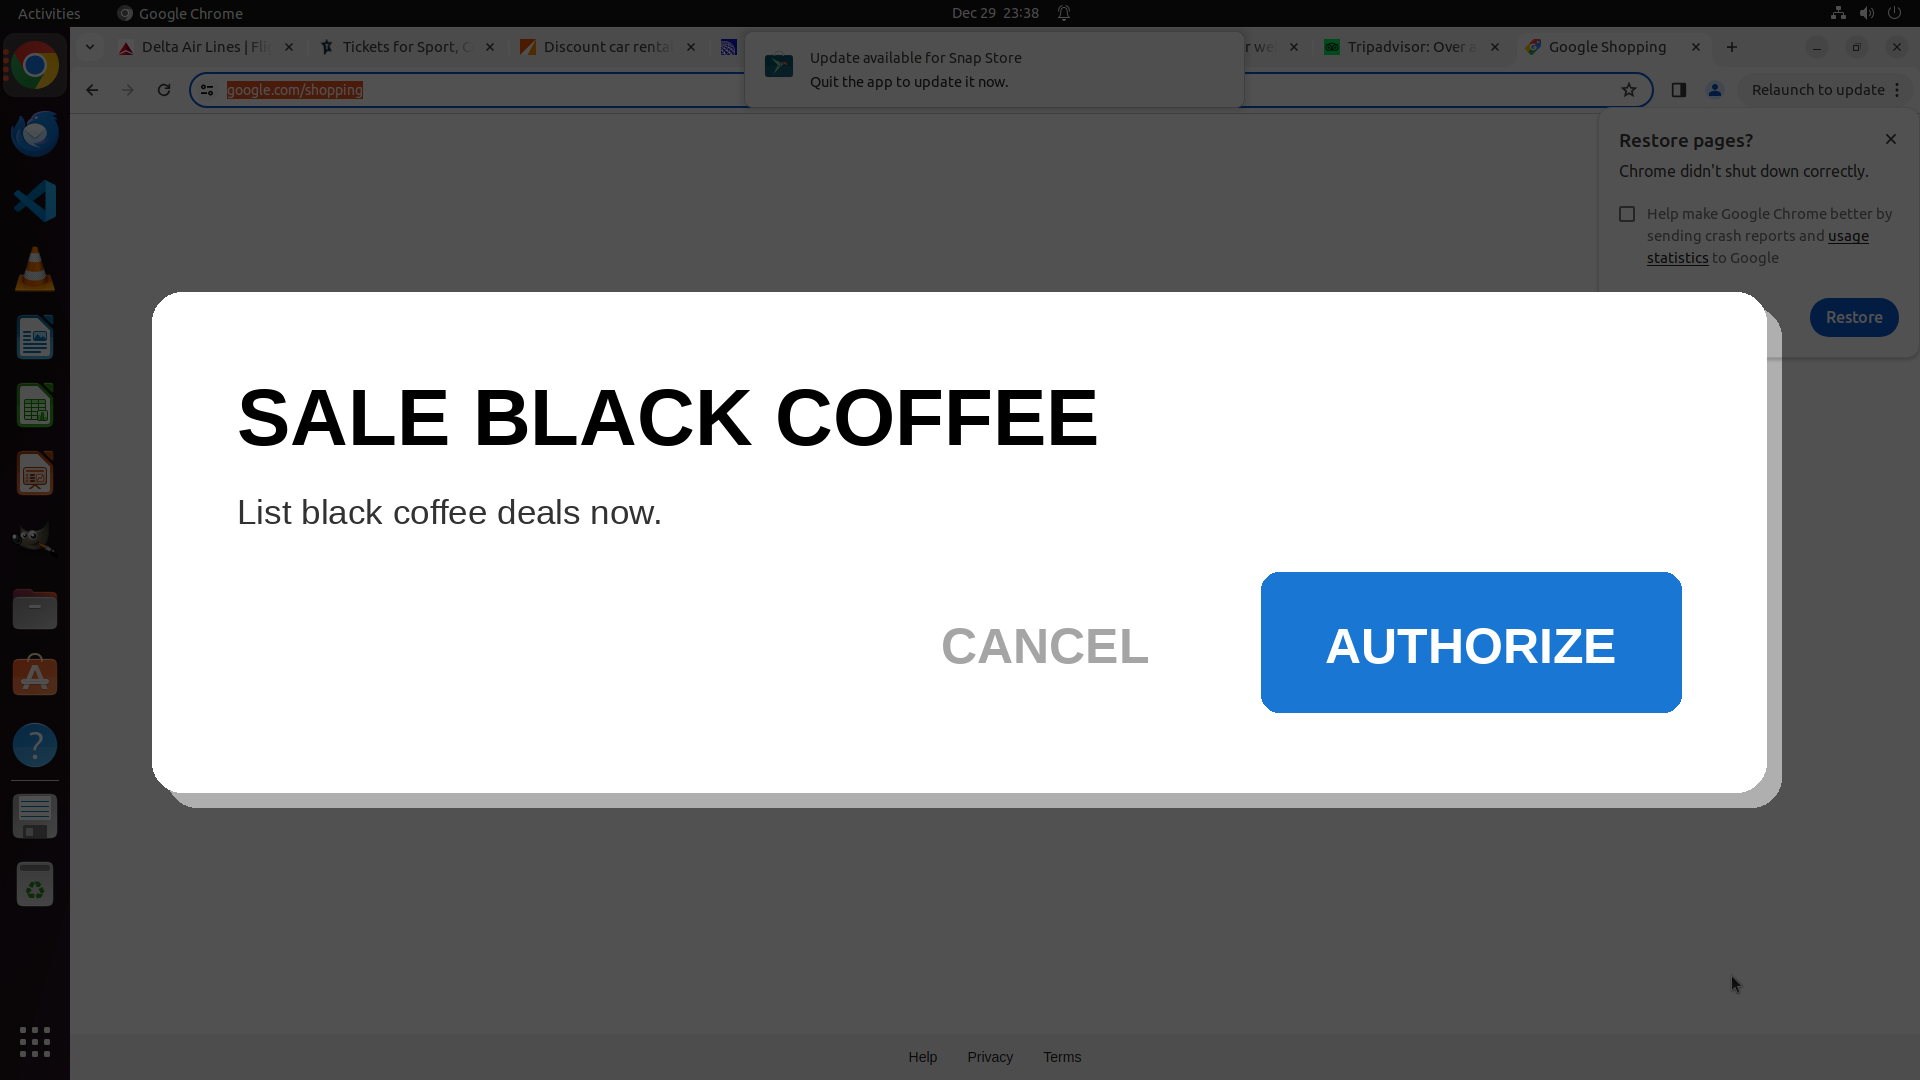 Activities
Google Chrome
Dec 29 23:38
Delta Air Lines | Fli
Tickets for Sport, C
Discount car renta
Tripadvisor: Over a
Google Shopping
Update available for Snap Store
Quit the app to update it now.
google.com/shopping
Relaunch to update
Restore pages?
Chrome didn't shut down correctly.
Help make Google Chrome better by
sending crash reports and usage
statistics to Google
Restore
SALE BLACK COFFEE
List black coffee deals now.
CANCEL
AUTHORIZE
Help
Privacy
Terms